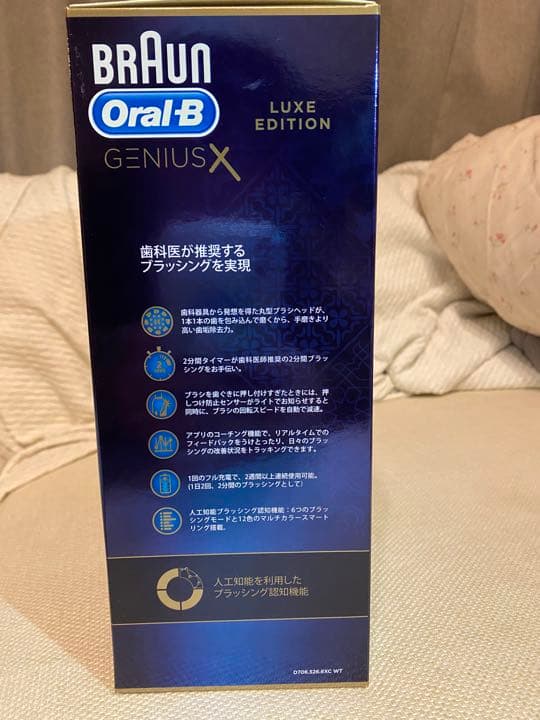 BRAUN
Oral-B
GENIUS X
LUXE
EDITION
歯科医が推奨する
ブラッシングを実現
歯科器具から発想を得た丸型ブラシヘッドが、
1本1本の歯を包み込んで磨くから、手磨きより
高い歯垢除去力。
2分間タイマーが歯科医師推奨の2分間ブラッ
シングをお手伝い。
ブラシを歯ぐきに押し付けすぎたときには、押
しつけ防止センサーがライトでお知らせすると
同時に、ブラシの回転スピードを自動で減速。
アプリのコーチング機能で、リアルタイムでの
フィードバックをうけとったり、日々のブラッ
シングの改善状況をトラッキングできます。
1回のフル充電で、2週間以上連続使用可能。
(1日2回、2分間のブラッシングとして)
人工知能ブラッシング認知機能：6つのブラッ
シングモードと12色のマルチカラースマート
リング搭載。
人工知能を利用した
ブラッシング認知機能
D706.526.6XC WT